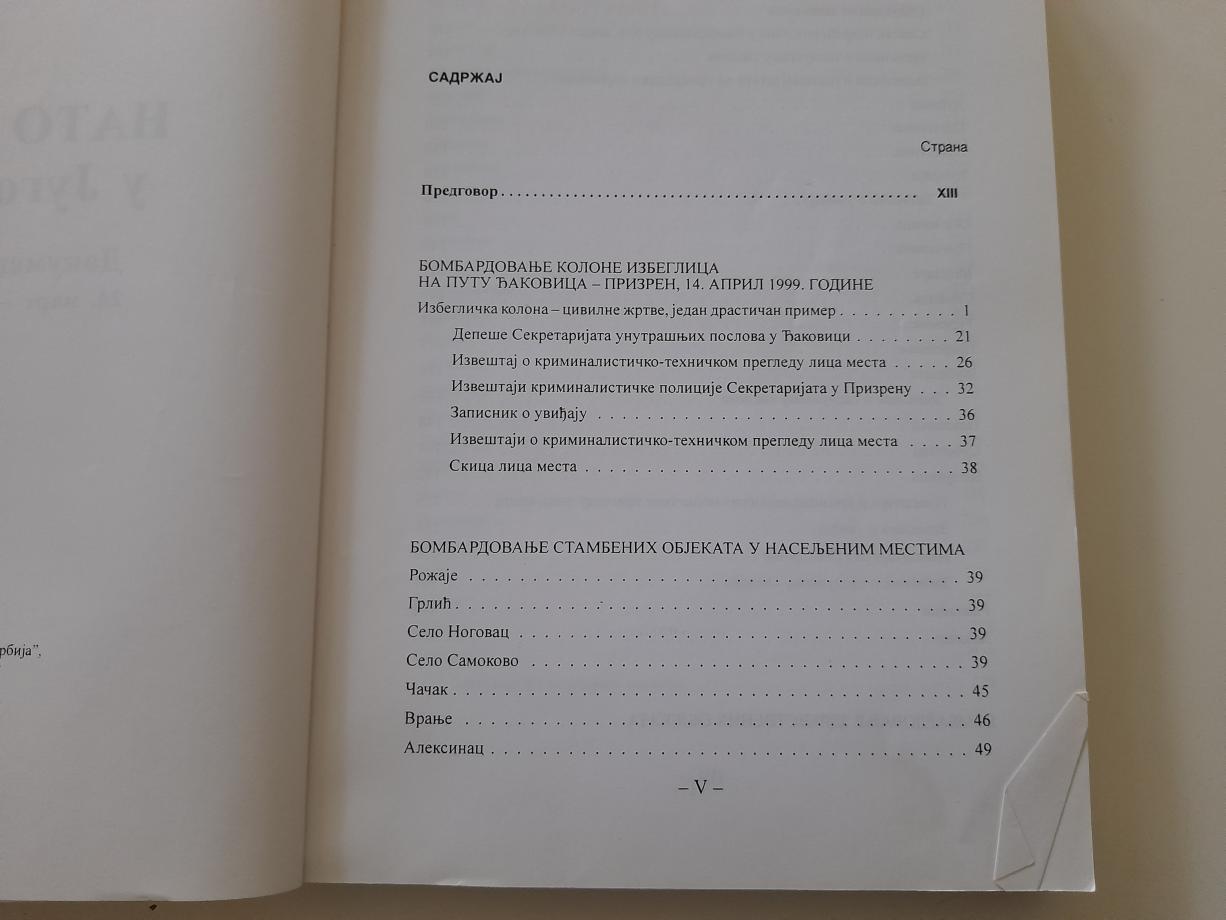 рбија”,
САДРЖАЈ
Страна
Предговор . . . . . . . . . . . . . . . . . . . . . . . . . . . . . . . . . . . . . . . . . . . . . . . . . . XIII
БОМБАРДОВАЊЕ КОЛОНЕ ИЗБЕГЛИЦА
НА ПУТУ ЂАКОВИЦА – ПРИЗРЕН, 14. АПРИЛ 1999. ГОДИНЕ
Избегличка колона – цивилне жртве, један драстичан пример . . . . . . . . . . 1
Депеше Секретаријата унутрашњих послова у Ђаковици . . . . . . . . 21
Извештај о криминалистичко-техничком прегледу лица места . . . . . 26
Извештаји криминалистичке полиције Секретаријата у Призрену . . . 32
Записник о увиђају . . . . . . . . . . . . . . . . . . . . . . . . . . . . . . . 36
Извештаји о криминалистичко-техничком прегледу лица места . . . . 37
Скица лица места . . . . . . . . . . . . . . . . . . . . . . . . . . . . . . . . 38
БОМБАРДОВАЊЕ СТАМБЕНИХ ОБЈЕКАТА У НАСЕЉЕНИМ МЕСТИМА
Рожаје . . . . . . . . . . . . . . . . . . . . . . . . . . . . . . . . . . . . . . . . . 39
Грлић . . . . . . . . . . . . . . . . . . . . . . . . . . . . . . . . . . . . . . . . . . 39
Село Ноговац . . . . . . . . . . . . . . . . . . . . . . . . . . . . . . . . . . . . . 39
Село Самоково . . . . . . . . . . . . . . . . . . . . . . . . . . . . . . . . . . . . 39
Чачак . . . . . . . . . . . . . . . . . . . . . . . . . . . . . . . . . . . . . . . . . . 45
Врање . . . . . . . . . . . . . . . . . . . . . . . . . . . . . . . . . . . . . . . . . 46
Алексинац . . . . . . . . . . . . . . . . . . . . . . . . . . . . . . . . . . . . . . . 49
– V –